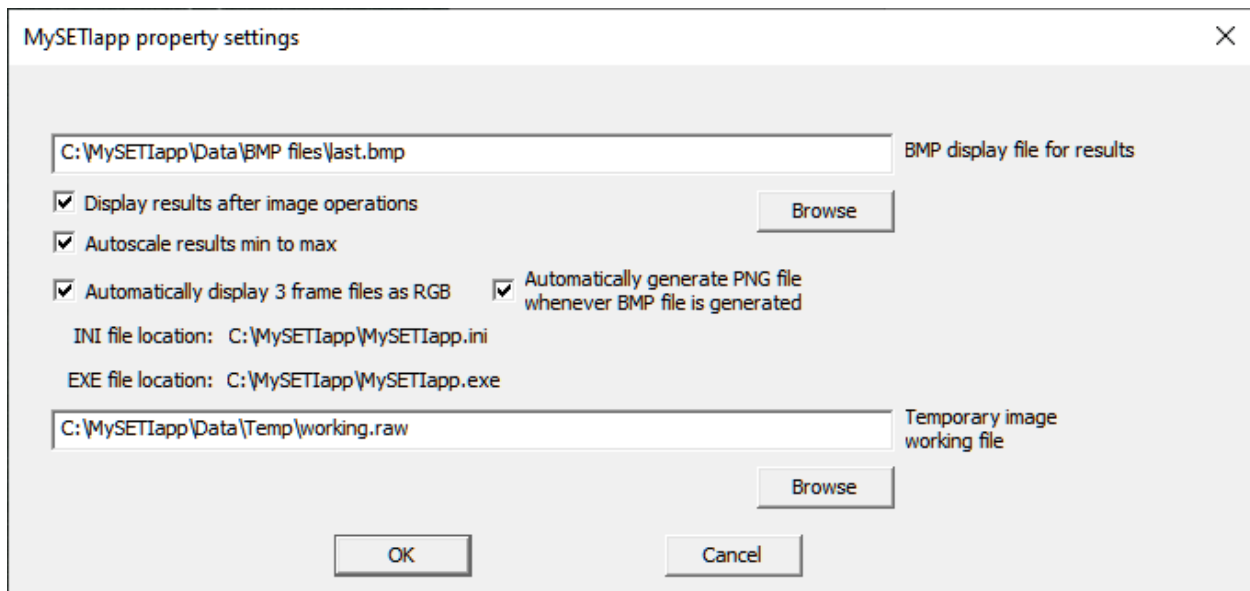 MySETIapp property settings
C:\MySETIapp\Data\BMP files\last.bmp
BMP display file for results
Display results after image operations
Browse
Autoscale results min to max
Automatically display 3 frame files as RGB
Automatically generate PNG file
whenever BMP file is generated
INI file location: C:\MySETIapp\MySETIapp.ini
EXE file location: C:\MySETIapp\MySETIapp.exe
C:\MySETIapp\Data\Temp\working.raw
Temporary image
working file
Browse
OK
Cancel